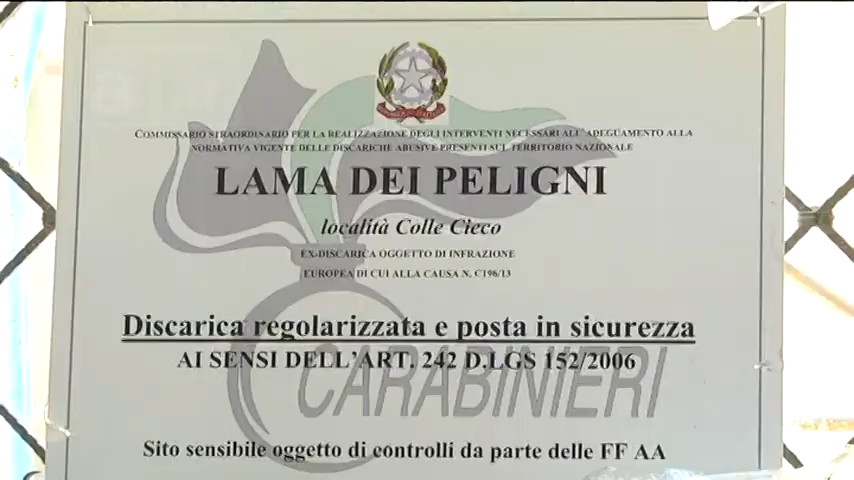 COMMISSARIO STRAORDINARIO PER LA REALIZZAZIONE DEGLI INTERVENTI NECESSARI ALL'ADEGUAMENTO ALLA
NORMATIVA VIGENTE DELLE DISCARICHE ABUSIVE PRESENTI SUL TERRITORIO NAZIONALE
LAMA DEI PELIGNI
località Colle Cieco
EX-DISCARICA OGGETTO DI INFRAZIONE
EUROPEA DI CUI ALLA CAUSA N. C196/13
Discarica regolarizzata e posta in sicurezza
AI SENSI DELL'ART. 242 D.LGS 152/2006
CARABINIERI
Sito sensibile oggetto di controlli da parte delle FF AA